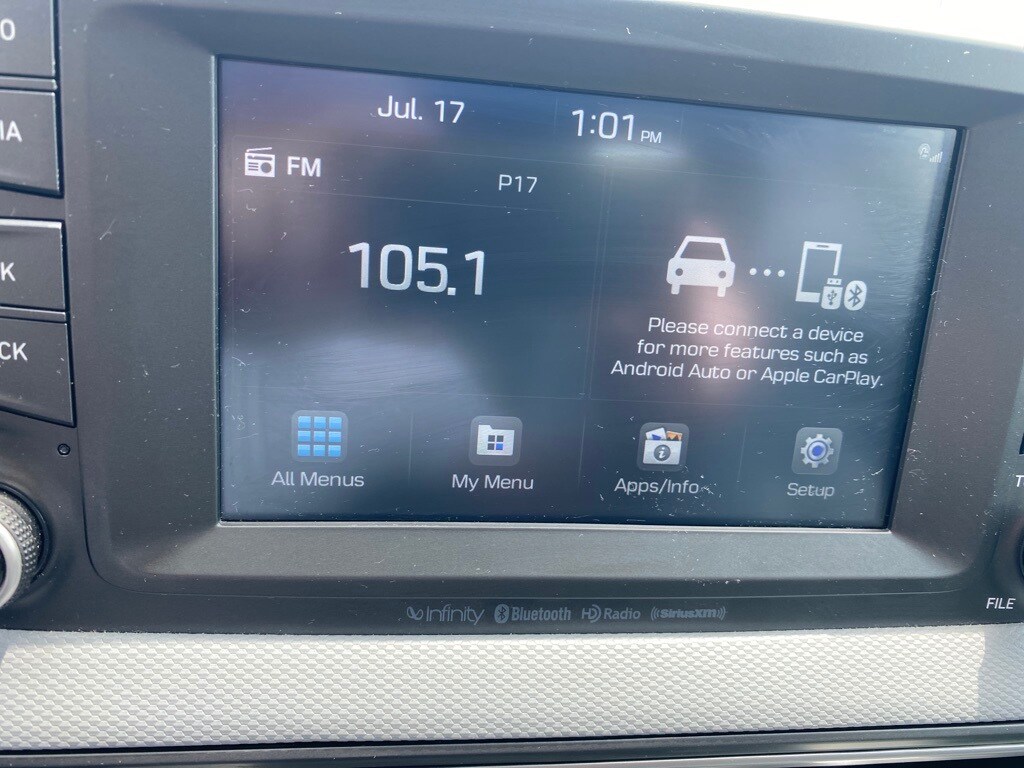 Jul. 17
1:01 PM
FM
P17
105.1
Please connect a device
for more features such as
Android Auto or Apple CarPlay.
All Menus
My Menu
Apps/Info
Setup
Infinity
Bluetooth
HD Radio
((SiriusXM))
FILE